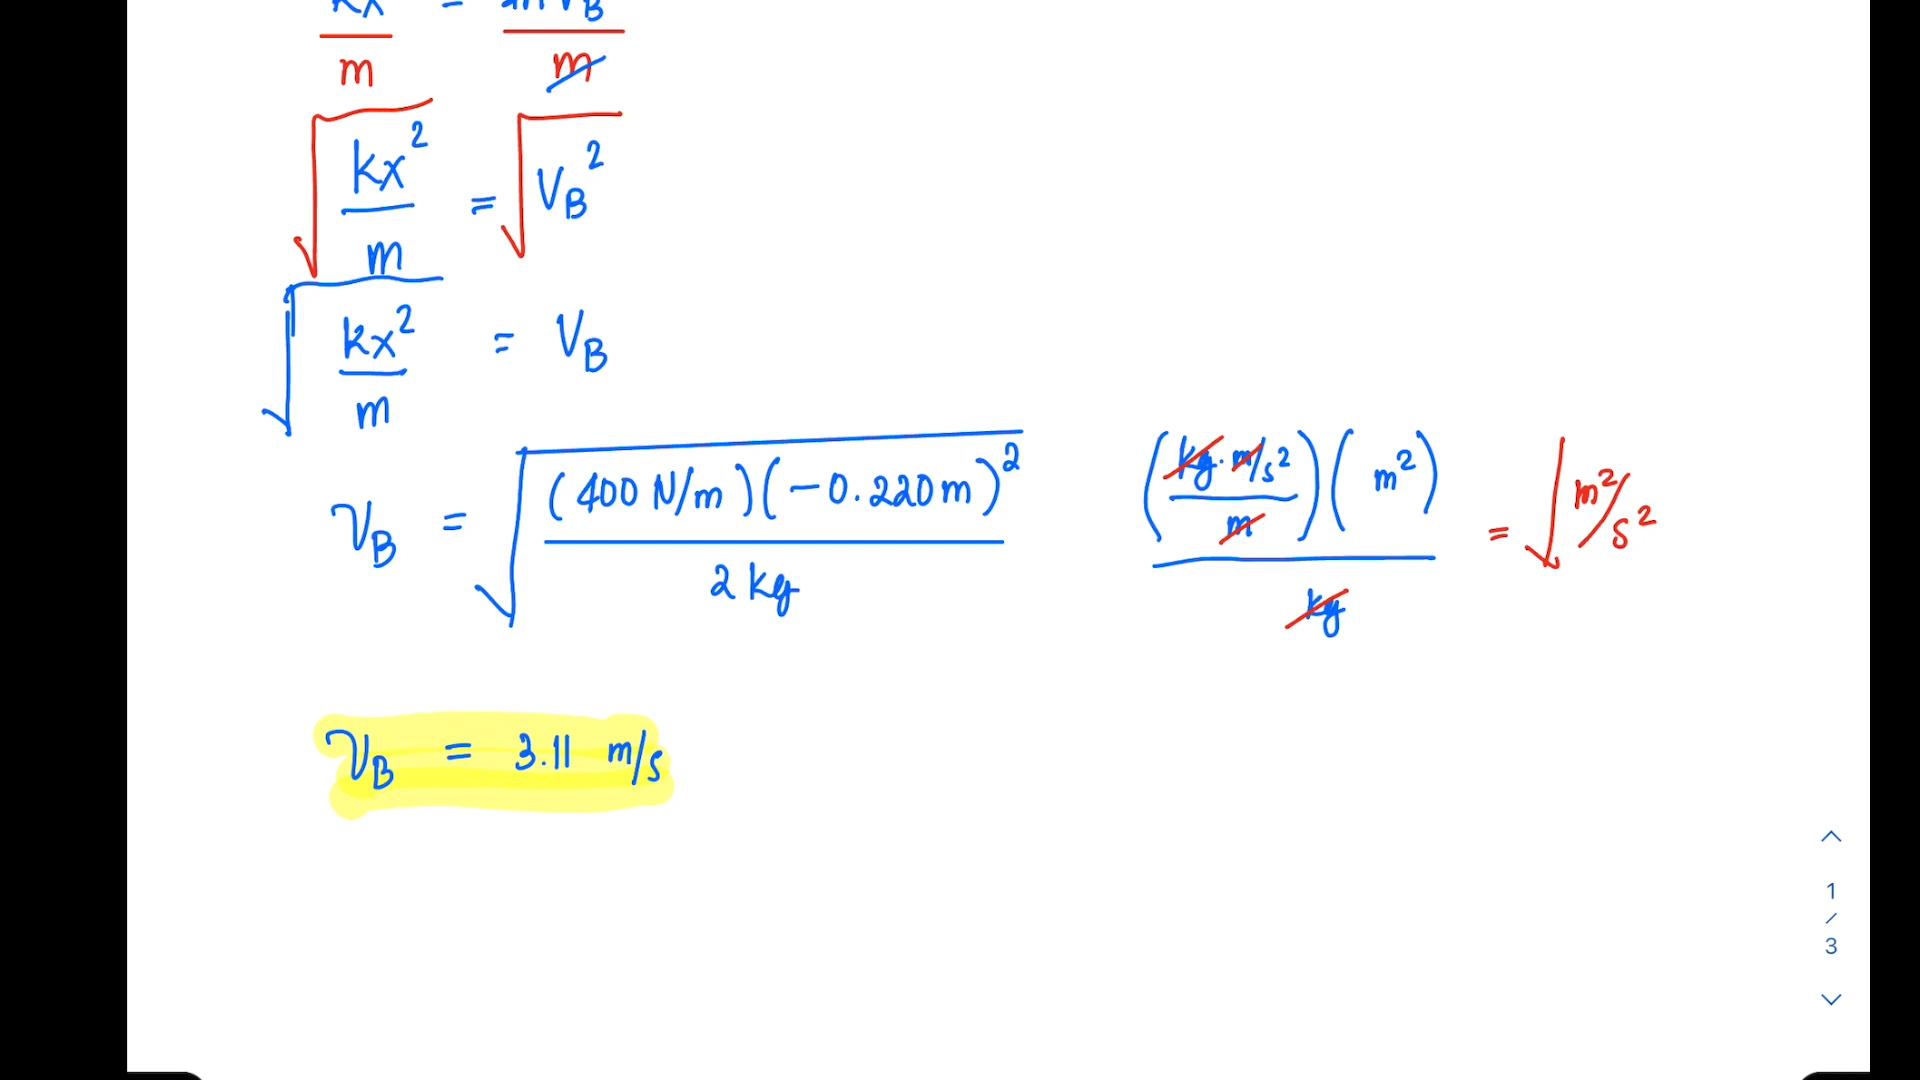 m m
kx² = V_B²
m
kx² = V_B
m
V_B = √ (400 N/m)(-0.220m)² (kg·m/s²)(m²) = √ m²/s²
2 kg m kg
V_B = 3.11 m/s
1
/
3